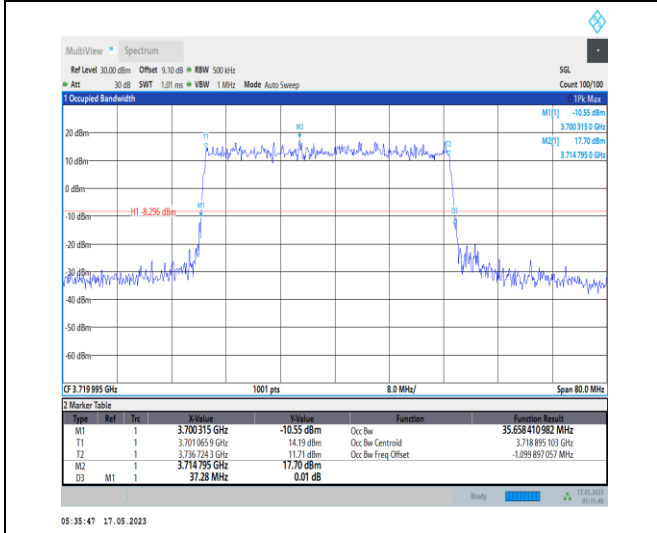 MultiView Spectrum
Ref Level 30.00 dBm Offset 9.10 dB RBW 500 kHz SGL
Att 30 dB SWT 1.01 ms VBW 1 MHz Mode Auto Sweep Count 100/100
1 Occupied Bandwidth 1Pk Max
M1[1] -10.55 dBm
3.700 315 0 GHz
M2[1] 17.70 dBm
3.714 795 0 GHz
M2
20 dBm
T1
T2
10 dBm
0 dBm
M1
H1 -8.296 dBm
D3
-10 dBm
-20 dBm
-30 dBm
-40 dBm
-50 dBm
-60 dBm
CF 3.719 995 GHz 1001 pts 8.0 MHz/ Span 80.0 MHz
2 Marker Table
Type Ref Trc X-Value Y-Value Function Function Result
M1 1 3.700 315 GHz -10.55 dBm Occ Bw 35.658 410 982 MHz
T1 1 3.701 065 9 GHz 14.19 dBm Occ Bw Centroid 3.718 895 103 GHz
T2 1 3.736 724 3 GHz 11.71 dBm Occ Bw Freq Offset -1.099 897 057 MHz
M2 1 3.714 795 GHz 17.70 dBm
D3 M1 1 37.28 MHz 0.01 dB
Ready 17.05.2023
05:35:46
05:35:47 17.05.2023